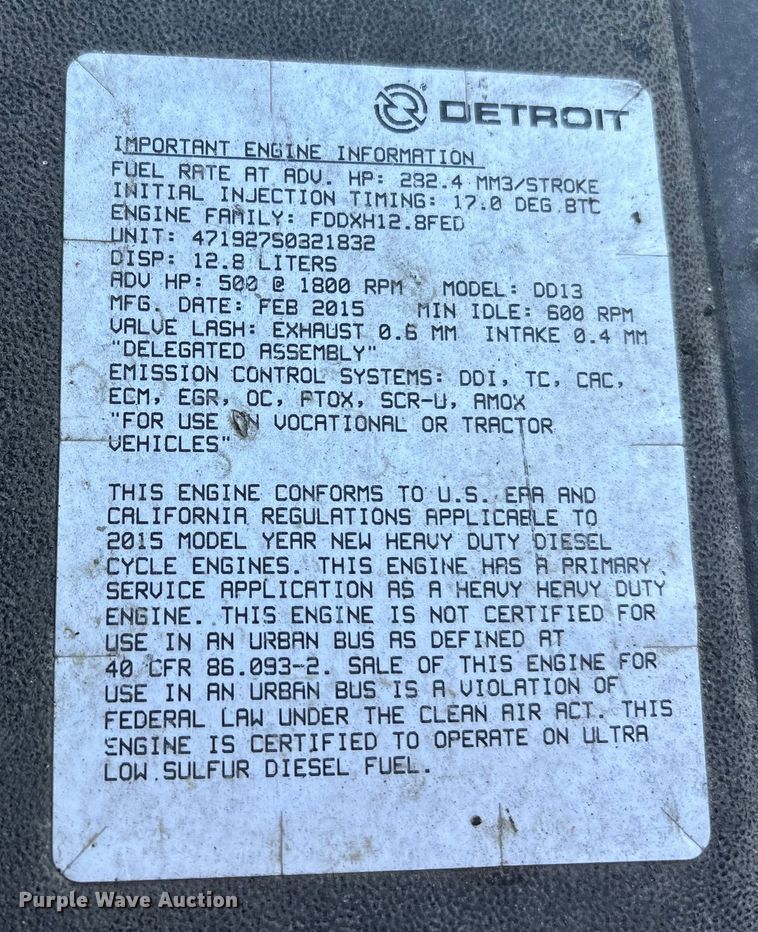 DETROIT
IMPORTANT ENGINE INFORMATION
FUEL RATE AT ADV. HP: 232.4 MM3/STROKE
INITIAL INJECTION TIMING: 17.0 DEG.BTC
ENGINE FAMILY: FDDXH12.8FED
UNIT: 471927S0321832
DISP: 12.8 LITERS
ADV HP: 500 @ 1800 RPM MODEL: DD13
MFG. DATE: FEB 2015 MIN IDLE: 600 RPM
VALVE LASH: EXHAUST 0.6 MM INTAKE 0.4 MM
"DELEGATED ASSEMBLY"
EMISSION CONTROL SYSTEMS: DDI, TC, CAC,
ECM, EGR, OC, PTOX, SCR-U, AMOX
"FOR USE IN VOCATIONAL OR TRACTOR
VEHICLES"
THIS ENGINE CONFORMS TO U.S. EPA AND
CALIFORNIA REGULATIONS APPLICABLE TO
2015 MODEL YEAR NEW HEAVY DUTY DIESEL
CYCLE ENGINES. THIS ENGINE HAS A PRIMARY
SERVICE APPLICATION AS A HEAVY HEAVY DUTY
ENGINE. THIS ENGINE IS NOT CERTIFIED FOR
USE IN AN URBAN BUS AS DEFINED AT
40 CFR 86.093-2. SALE OF THIS ENGINE FOR
USE IN AN URBAN BUS IS A VIOLATION OF
FEDERAL LAW UNDER THE CLEAN AIR ACT. THIS
ENGINE IS CERTIFIED TO OPERATE ON ULTRA
LOW SULFUR DIESEL FUEL.
Purple Wave Auction